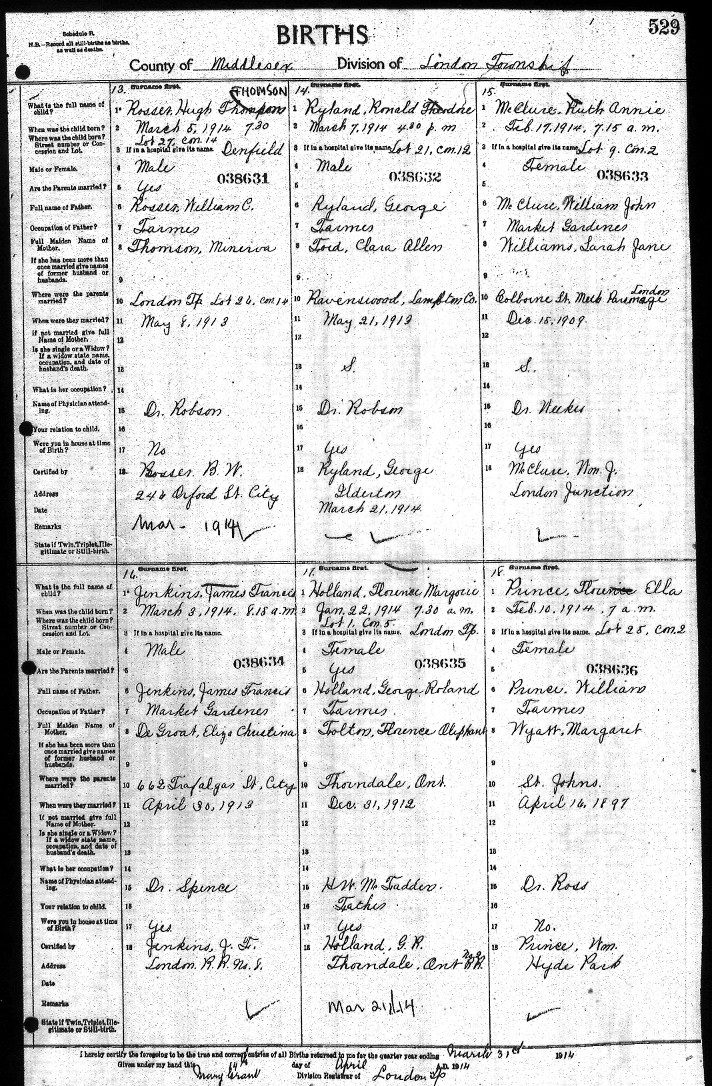 Schedule B.
N.B.—Record all still-births as births, as well as deaths.
BIRTHS
529
County of Middlesex Division of London Township
13. Surname first. THOMSON
14. Surname first.
15. Surname first.
What is the full name of child? 1 Rosser, Hugh Thomson
1 Ryland, Ronald Theodore
1 McClure, Ruth Annie
When was the child born? 2 March 5, 1914 7.30
2 March 7, 1914 4.00 p.m
2 Feb. 17, 1914, 7.15 a.m.
Where was the child born? Street number or Concession and Lot. 3 If in a hospital give its name. Lot 27, Con. 14 Denfield
3 If in a hospital give its name. Lot 21, Con. 12
3 If in a hospital give its name. Lot 9. Con. 2
Male or Female. 4 Male
4 Male
4 Female
038631
038632
038633
Are the Parents married? 5 Yes
5
5
Full name of Father. 6 Rosser, William C.
6 Ryland, George
6 McClure, William John
Occupation of Father? 7 Farmer
7 Farmer
7 Market Gardener
Full Maiden Name of Mother. 8 Thomson, Minerva
8 Ford, Clara Allen
8 Williams, Sarah Jane
If she has been more than once married give names of former husband or husbands. 9
9
9
Where were the parents married? 10 London Tp. Lot 26, Con. 14
10 Ravenswood, Lambton Co.
10 Colborne St. Meth Parsonage London
When were they married? 11 May 8, 1913
11 May 21, 1913
11 Dec. 15, 1909.
If not married give full Name of Mother. 12
12
12
Is she single or a Widow? If a widow state name, occupation, and date of husband's death. 13
13 S.
13 S.
What is her occupation? 14
14
14
Name of Physician attending. 15 Dr. Robson
15 Dr. Robson
15 Dr. Weekes
Your relation to child. 16
16
16
Were you in house at time of Birth? 17 No
17 Yes
17 Yes
Certified by 18 Rosser, B. W.
18 Ryland, George
18 McClure, Wm. J.
Address 246 Oxford St. City
Ilderton
London Junction
Date
March 21, 1914
Remarks Mar - 1914
State if Twin, Triplet, Illegitimate or Still-birth.
16. Surname first.
17. Surname first.
18. Surname first.
What is the full name of child? 1 Jenkins, James Francis
1 Holland, Florence Marjorie
1 Prince, Florence Ella
When was the child born? 2 March 3, 1914. 8.15 a.m
2 Jan. 22, 1914 7.30 a.m.
2 Feb. 10, 1914. 7 a.m.
Where was the child born? Street number or Concession and Lot. 3 If in a hospital give its name.
3 If in a hospital give its name. Lot 1. Con. 5. London Tp.
3 If in a hospital give its name. Lot 25, Con. 2
Male or Female. 4 Male
4 Female
4 Female
038634
038635
038636
Are the Parents married? 5
5 Yes
5
Full name of Father. 6 Jenkins, James Francis
6 Holland, George Roland
6 Prince. William
Occupation of Father? 7 Market Gardener
7 Farmer
7 Farmer
Full Maiden Name of Mother. 8 De Groat, Eliza Christina
8 Tolton, Florence Oliphant
8 Wyatt, Margaret
If she has been more than once married give names of former husband or husbands. 9
9
9
Where were the parents married? 10 662 Trafalgar St, City
10 Thorndale, Ont.
10 St. Johns.
When were they married? 11 April 30, 1913
11 Dec. 31, 1912
11 April 16, 1897
If not married give full Name of Mother. 12
12
12
Is she single or a Widow? If a widow state name, occupation, and date of husband's death. 13
13
13
What is her occupation? 14
14
14
Name of Physician attending. 15 Dr. Spence
15 H.W. McFadden.
15 Dr. Ross
Your relation to child. 16
16 Father
16
Were you in house at time of Birth? 17 Yes
17 Yes
17 No.
Certified by 18 Jenkins, J. F.
18 Holland, G. R.
18 Prince, Wm.
Address London R.R. No. 8.
Thorndale, Ont R.R.
Hyde Park
Date
Remarks Mar 21/14
State if Twin, Triplet, Illegitimate or Still-birth.
I hereby certify the foregoing to be the true and correct entries of all Births returned to me for the quarter year ending March 31st 1914
Given under my hand this 14th day of April A.D. 1914
Mary Grant Division Registrar of London Tp